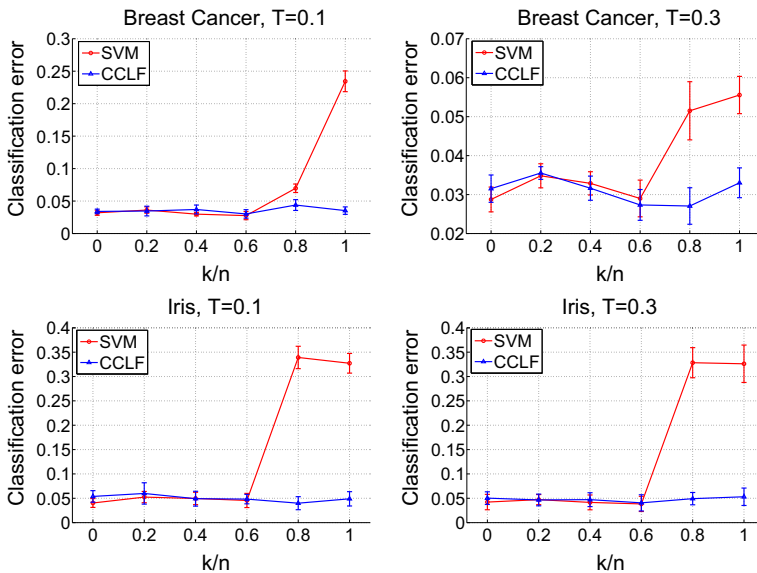 Breast Cancer, T=0.1
Classification error
0.3
0.25
0.2
0.15
0.1
0.05
0
SVM
CCLF
0 0.2 0.4 0.6 0.8 1
k/n
Breast Cancer, T=0.3
Classification error
0.07
0.06
0.05
0.04
0.03
0.02
SVM
CCLF
0 0.2 0.4 0.6 0.8 1
k/n
Iris, T=0.1
Classification error
0.4
0.35
0.3
0.25
0.2
0.15
0.1
0.05
0
SVM
CCLF
0 0.2 0.4 0.6 0.8 1
k/n
Iris, T=0.3
Classification error
0.4
0.35
0.3
0.25
0.2
0.15
0.1
0.05
0
SVM
CCLF
0 0.2 0.4 0.6 0.8 1
k/n